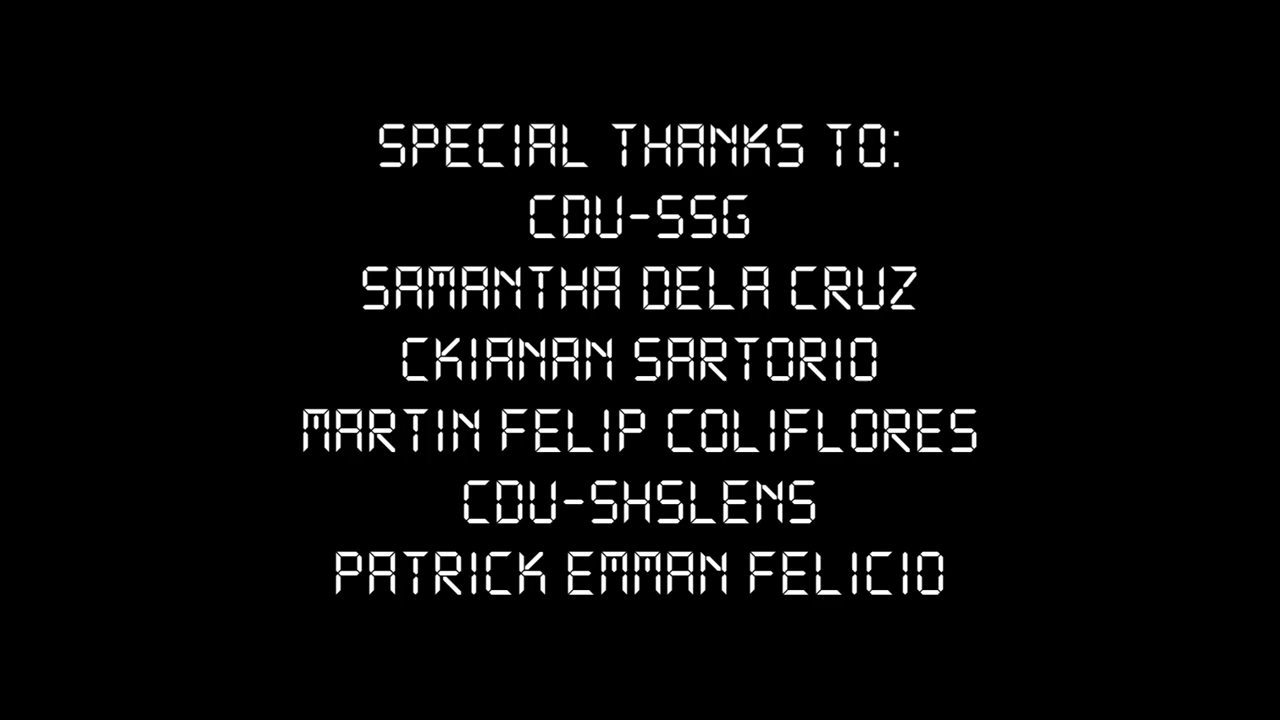 SPECIAL THANKS TO:
CDU-SSG
SAMANTHA DELA CRUZ
CKIANAN SARTORIO
MARTIN FELIP COLIFLORES
CDU-SHSLENS
PATRICK EMMAN FELICIO